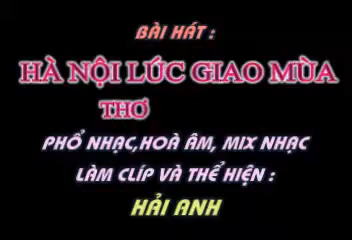 BÀI HÁT :
HÀ NỘI LÚC GIAO MÙA
THƠ
PHỔ NHẠC,HOÀ ÂM, MIX NHẠC
LÀM CLÍP VÀ THỂ HIỆN :
HẢI ANH